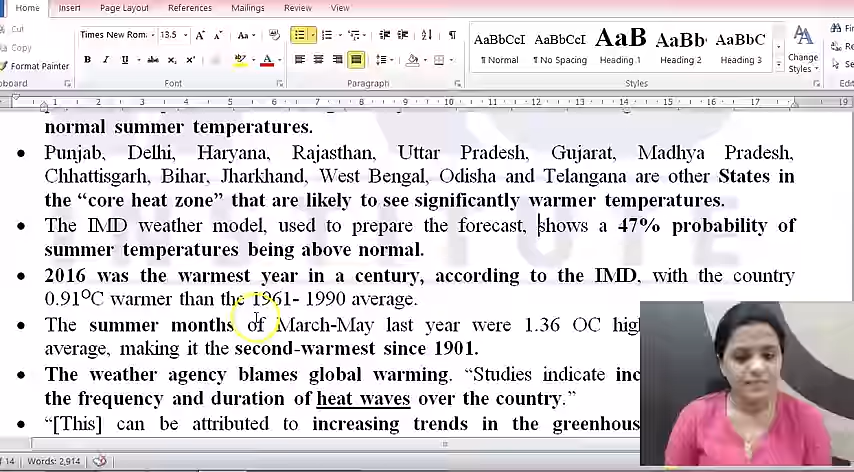 Home Insert Page Layout References Mailings Review View
Cut
Copy
Format Painter
Times New Rom 13.5
Font Paragraph Styles
AaBbCcI AaBbCcI AaB AaBb AaBbC
¶ Normal ¶ No Spacing Heading 1 Heading 2 Heading 3
Change
Styles
normal summer temperatures.
• Punjab, Delhi, Haryana, Rajasthan, Uttar Pradesh, Gujarat, Madhya Pradesh,
Chhattisgarh, Bihar, Jharkhand, West Bengal, Odisha and Telangana are other States in
the “core heat zone” that are likely to see significantly warmer temperatures.
• The IMD weather model, used to prepare the forecast, shows a 47% probability of
summer temperatures being above normal.
• 2016 was the warmest year in a century, according to the IMD, with the country
0.91OC warmer than the 1961- 1990 average.
• The summer months of March-May last year were 1.36 OC
average, making it the second-warmest since 1901.
• The weather agency blames global warming. “Studies indicate
the frequency and duration of heat waves over the country.”
• “[This] can be attributed to increasing trends in the
of 14 Words: 2,914